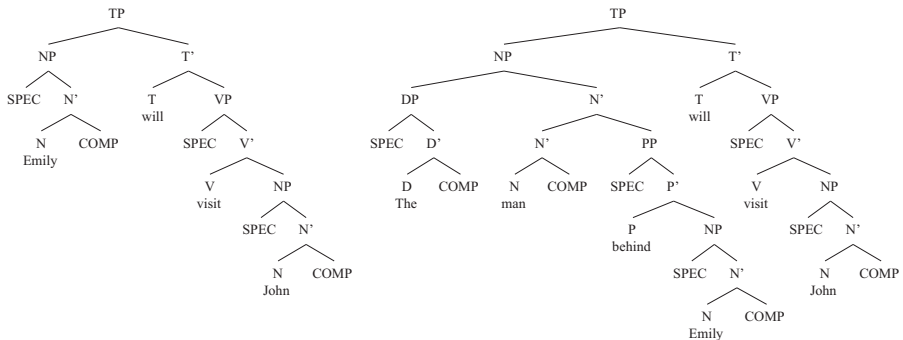 TP TP
NP T’ NP T’
SPEC N’ T VP DP N’ T VP
will will
N COMP SPEC V’ SPEC D’ N’ PP SPEC V’
Emily
V NP D COMP N COMP SPEC P’ V NP
visit The man visit
SPEC N’ P NP SPEC N’
behind
N COMP SPEC N’ N COMP
John John
N COMP
Emily